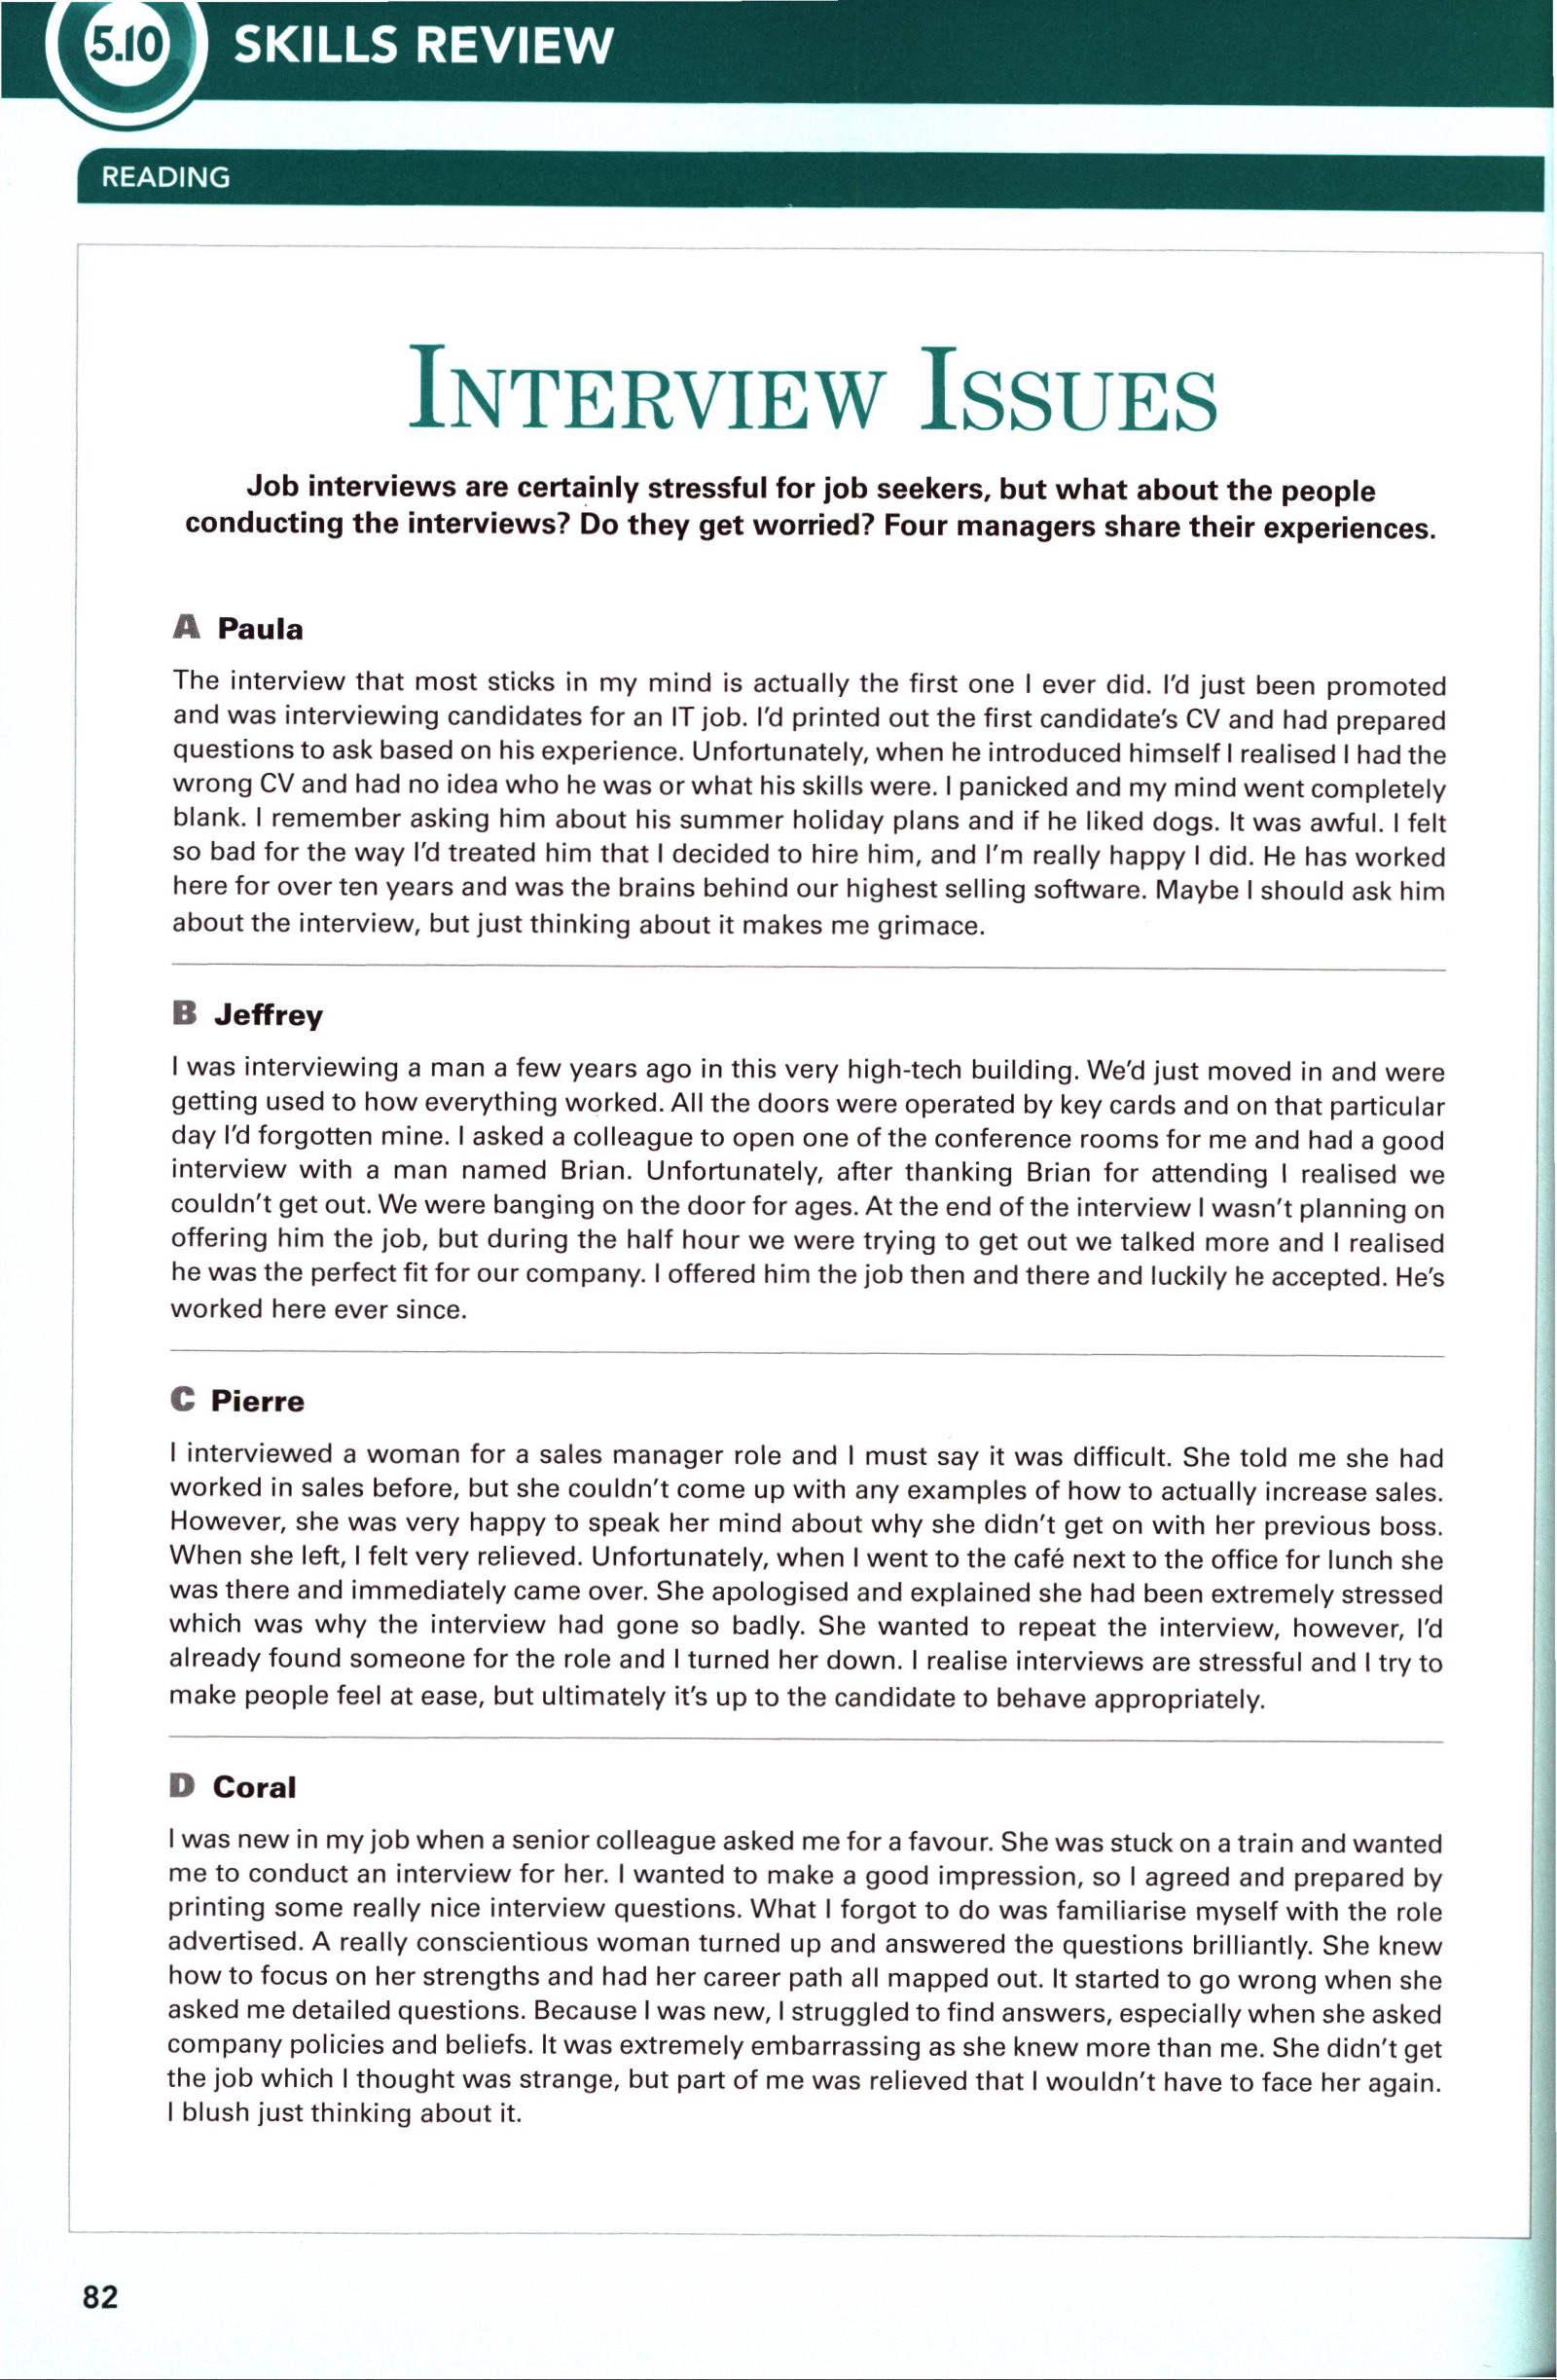 5.10 SKILLS REVIEW
READING
INTERVIEW ISSUES
Job interviews are certainly stressful for job seekers, but what about the people
conducting the interviews? Do they get worried? Four managers share their experiences.
A Paula
The interview that most sticks in my mind is actually the first one I ever did. I'd just been promoted
and was interviewing candidates for an IT job. I'd printed out the first candidate's CV and had prepared
questions to ask based on his experience. Unfortunately, when he introduced himself I realised I had the
wrong CV and had no idea who he was or what his skills were. I panicked and my mind went completely
blank. I remember asking him about his summer holiday plans and if he liked dogs. It was awful. I felt
so bad for the way I'd treated him that I decided to hire him, and I'm really happy I did. He has worked
here for over ten years and was the brains behind our highest selling software. Maybe I should ask him
about the interview, but just thinking about it makes me grimace.
B Jeffrey
I was interviewing a man a few years ago in this very high-tech building. We'd just moved in and were
getting used to how everything worked. All the doors were operated by key cards and on that particular
day I'd forgotten mine. I asked a colleague to open one of the conference rooms for me and had a good
interview with a man named Brian. Unfortunately, after thanking Brian for attending I realised we
couldn't get out. We were banging on the door for ages. At the end of the interview I wasn't planning on
offering him the job, but during the half hour we were trying to get out we talked more and I realised
he was the perfect fit for our company. I offered him the job then and there and luckily he accepted. He's
worked here ever since.
C Pierre
I interviewed a woman for a sales manager role and I must say it was difficult. She told me she had
worked in sales before, but she couldn't come up with any examples of how to actually increase sales.
However, she was very happy to speak her mind about why she didn't get on with her previous boss.
When she left, I felt very relieved. Unfortunately, when I went to the café next to the office for lunch she
was there and immediately came over. She apologised and explained she had been extremely stressed
which was why the interview had gone so badly. She wanted to repeat the interview, however, I'd
already found someone for the role and I turned her down. I realise interviews are stressful and I try to
make people feel at ease, but ultimately it's up to the candidate to behave appropriately.
D Coral
I was new in my job when a senior colleague asked me for a favour. She was stuck on a train and wanted
me to conduct an interview for her. I wanted to make a good impression, so I agreed and prepared by
printing some really nice interview questions. What I forgot to do was familiarise myself with the role
advertised. A really conscientious woman turned up and answered the questions brilliantly. She knew
how to focus on her strengths and had her career path all mapped out. It started to go wrong when she
asked me detailed questions. Because I was new, I struggled to find answers, especially when she asked
company policies and beliefs. It was extremely embarrassing as she knew more than me. She didn't get
the job which I thought was strange, but part of me was relieved that I wouldn't have to face her again.
I blush just thinking about it.
82